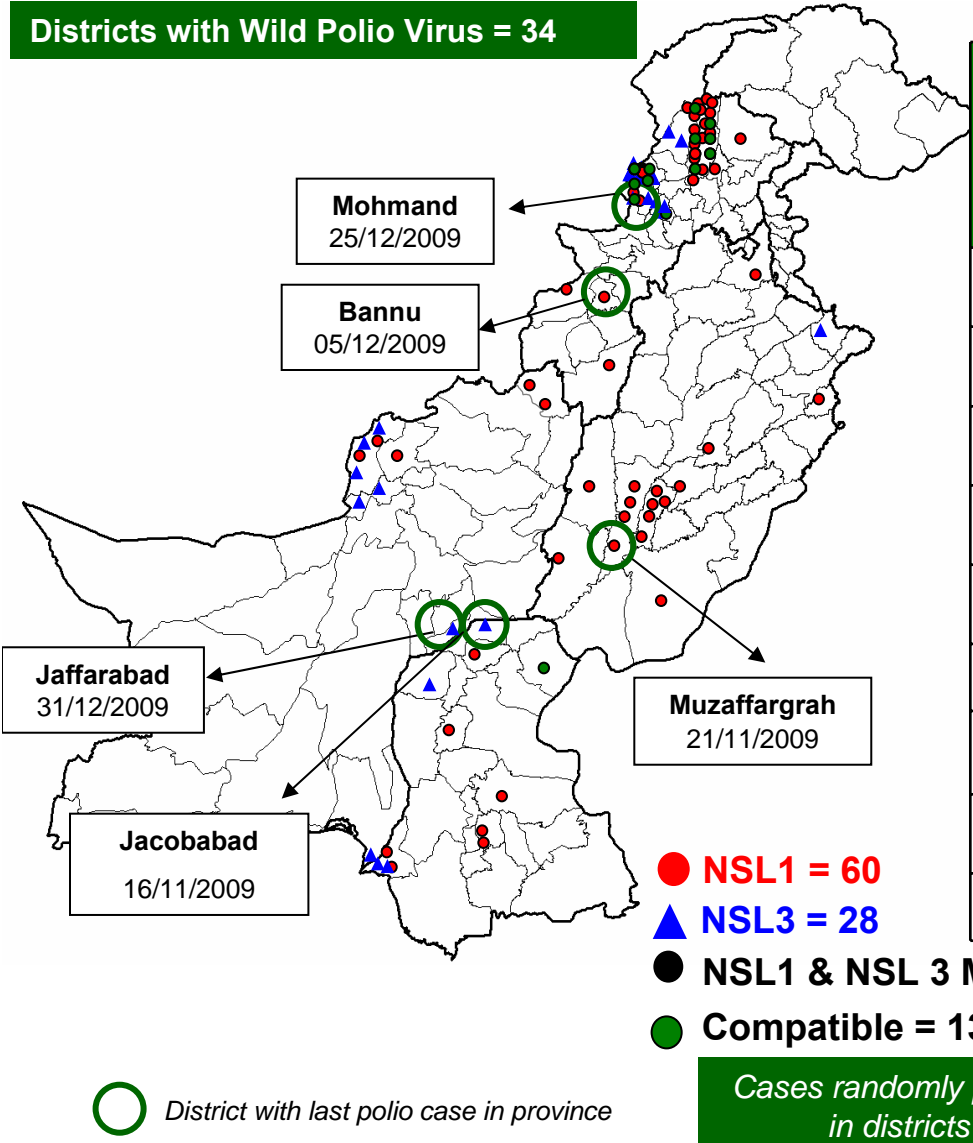 Districts with Wild Polio Virus = 34
Mohmand
25/12/2009
Bannu
05/12/2009
Jaffarabad
31/12/2009
Muzaffargrah
21/11/2009
Jacobabad
16/11/2009
NSL1 = 60
NSL3 = 28
NSL1 & NSL 3 M
Compatible = 13
District with last polio case in province
Cases randomly p
in districts